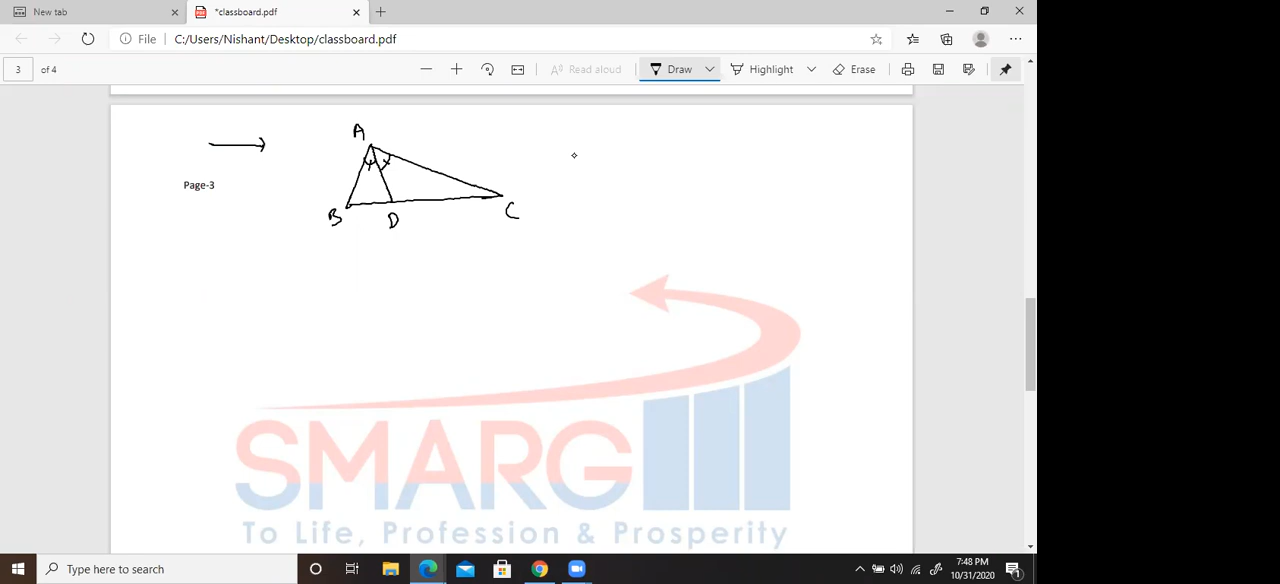 New tab
*classboard.pdf
File
C:/Users/Nishant/Desktop/classboard.pdf
3 of 4
Read aloud
Draw
Highlight
Erase
A
Page-3
B
D
C
SMARG
To Life, Profession & Prosperity
Type here to search
7:48 PM
10/31/2020
1